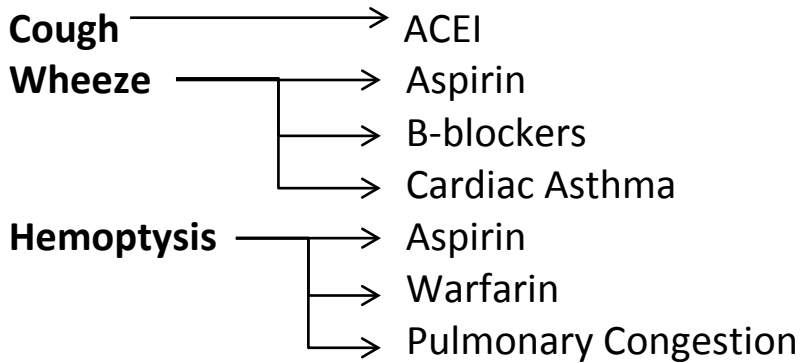 Cough ACEI
Wheeze Aspirin
B-blockers
Cardiac Asthma
Hemoptysis Aspirin
Warfarin
Pulmonary Congestion